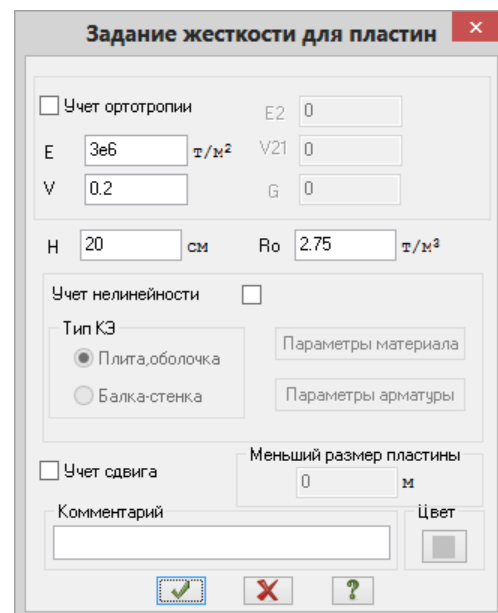 Задание жесткости для пластин
Учет ортотропии
E2 0
E 3e6 т/м²
V21 0
V 0.2
G 0
H 20 см Ro 2.75 т/м³
Учет нелинейности
Тип КЭ
Плита,оболочка
Параметры материала
Балка-стенка
Параметры арматуры
Учет сдвига
Меньший размер пластины
0 м
Комментарий
Цвет